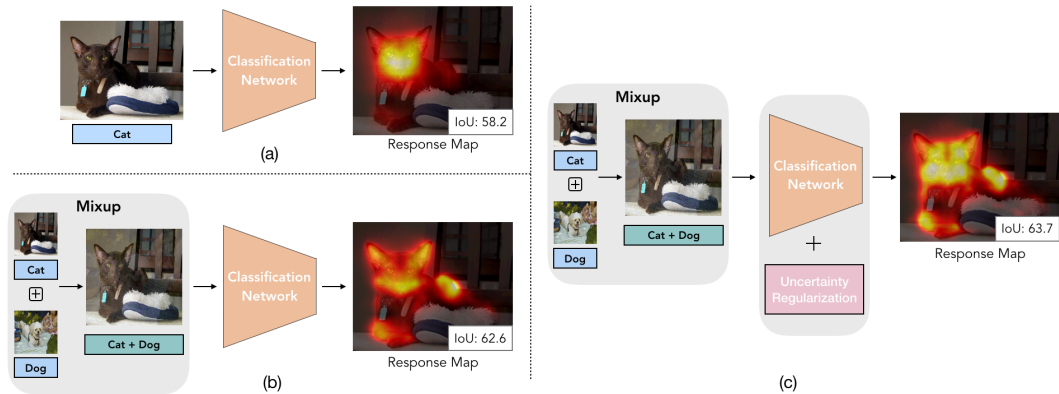 Cat
Classification
Network
IoU: 58.2
Response Map
(a)
Mixup
Cat
Dog
Cat + Dog
Classification
Network
IoU: 62.6
Response Map
(b)
Mixup
Cat
Dog
Cat + Dog
Classification
Network
+
Uncertainty
Regularization
IoU: 63.7
Response Map
(c)